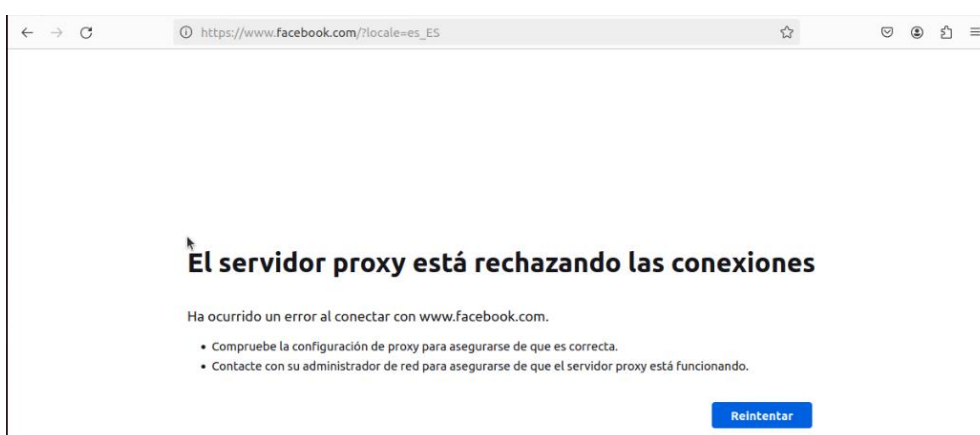 https://www.facebook.com/?locale=es_ES
El servidor proxy está rechazando las conexiones
Ha ocurrido un error al conectar con www.facebook.com.
• Compruebe la configuración de proxy para asegurarse de que es correcta.
• Contacte con su administrador de red para asegurarse de que el servidor proxy está funcionando.
Reintentar